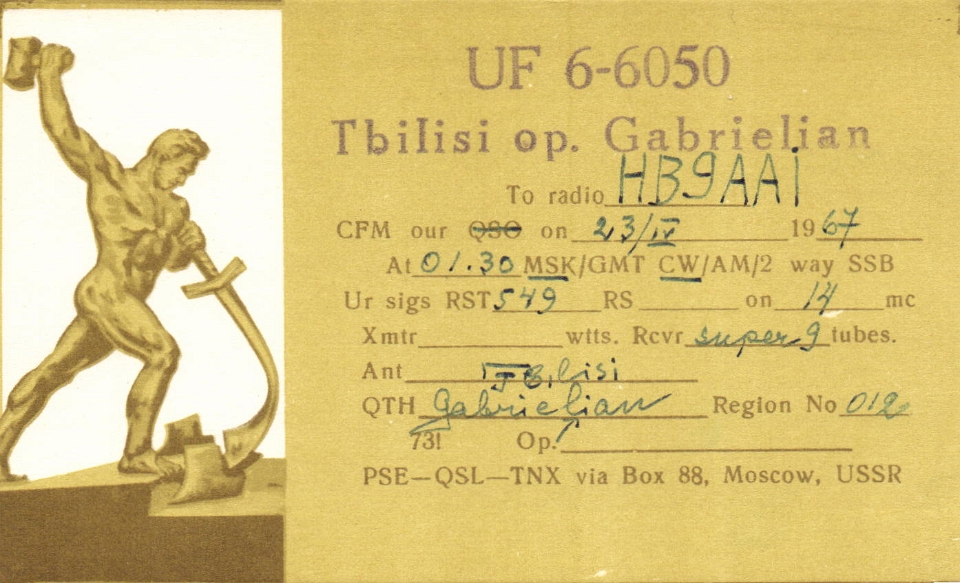 UF 6-6050
Tbilisi op. Gabrielian
To radio HB9AAI
CFM our QSO on 23/IV 1967
At 01.30 MSK/GMT CW/AM/2 way SSB
Ur sigs RST 549 RS on 14 mc
Xmtr wtts. Rcvr super 9 tubes.
Ant Tbilisi
QTH Gabrielian Region No 012
73! Op.
PSE—QSL—TNX via Box 88, Moscow, USSR